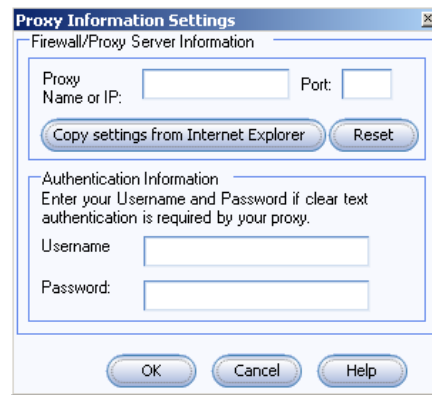 Proxy Information Settings
Firewall/Proxy Server Information
Proxy
Name or IP:
Port:
Copy settings from Internet Explorer
Reset
Authentication Information
Enter your Username and Password if clear text
authentication is required by your proxy.
Username
Password:
OK
Cancel
Help